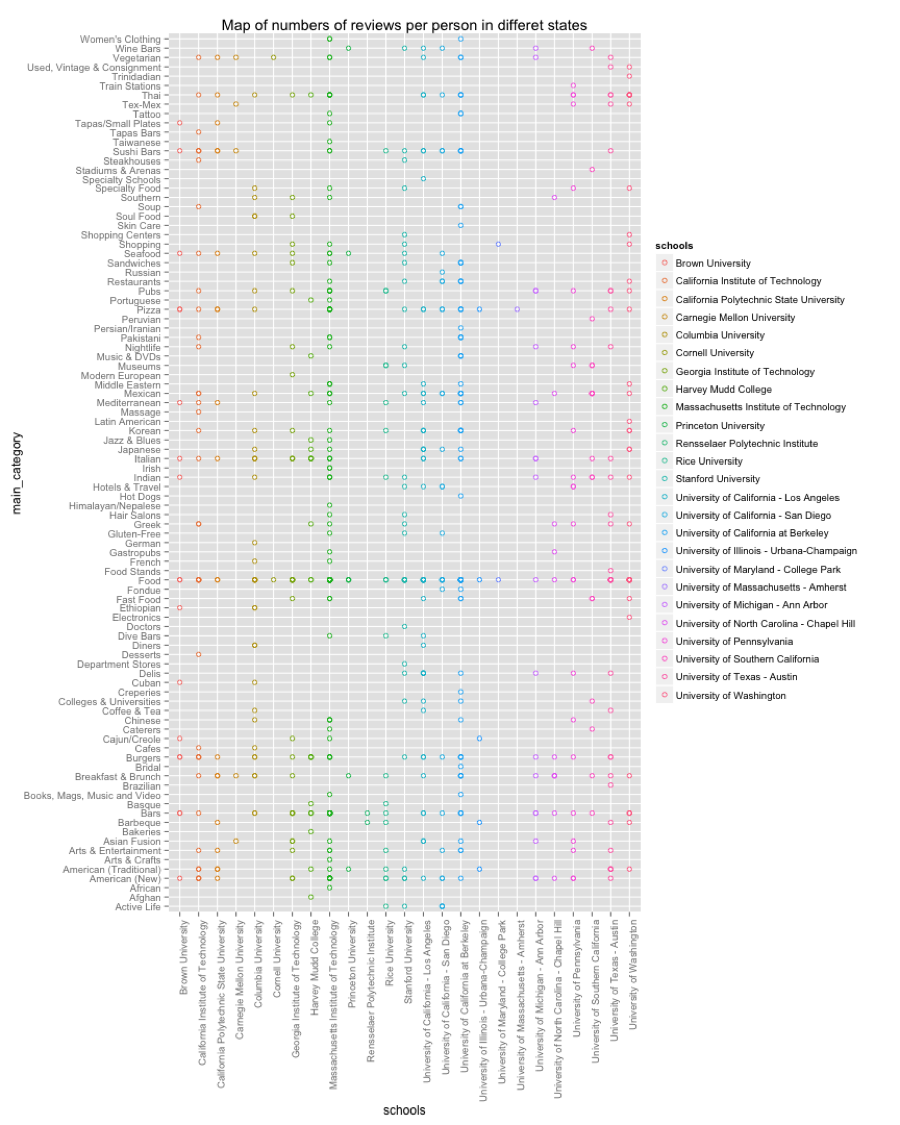 Map of numbers of reviews per person in differet states
main_category
Women's Clothing
Wine Bars
Vegetarian
Used, Vintage & Consignment
Trinidadian
Train Stations
Thai
Tex-Mex
Tattoo
Tapas/Small Plates
Tapas Bars
Taiwanese
Sushi Bars
Steakhouses
Stadiums & Arenas
Specialty Schools
Specialty Food
Southern
Soup
Soul Food
Skin Care
Shopping Centers
Shopping
Seafood
Sandwiches
Russian
Restaurants
Pubs
Portuguese
Pizza
Peruvian
Persian/Iranian
Pakistani
Nightlife
Music & DVDs
Museums
Modern European
Middle Eastern
Mexican
Mediterranean
Massage
Latin American
Korean
Jazz & Blues
Japanese
Italian
Irish
Indian
Hotels & Travel
Hot Dogs
Himalayan/Nepalese
Hair Salons
Greek
Gluten-Free
German
Gastropubs
French
Food Stands
Food
Fondue
Fast Food
Ethiopian
Electronics
Doctors
Dive Bars
Diners
Desserts
Department Stores
Delis
Cuban
Creperies
Colleges & Universities
Coffee & Tea
Chinese
Caterers
Cajun/Creole
Cafes
Burgers
Bridal
Breakfast & Brunch
Brazilian
Books, Mags, Music and Video
Basque
Bars
Barbeque
Bakeries
Asian Fusion
Arts & Entertainment
Arts & Crafts
American (Traditional)
American (New)
African
Afghan
Active Life
Brown University
California Institute of Technology
California Polytechnic State University
Carnegie Mellon University
Columbia University
Cornell University
Georgia Institute of Technology
Harvey Mudd College
Massachusetts Institute of Technology
Princeton University
Rensselaer Polytechnic Institute
Rice University
Stanford University
University of California - Los Angeles
University of California - San Diego
University of California at Berkeley
University of Illinois - Urbana-Champaign
University of Maryland - College Park
University of Massachusetts - Amherst
University of Michigan - Ann Arbor
University of North Carolina - Chapel Hill
University of Pennsylvania
University of Southern California
University of Texas - Austin
University of Washington
schools
schools
Brown University
California Institute of Technology
California Polytechnic State University
Carnegie Mellon University
Columbia University
Cornell University
Georgia Institute of Technology
Harvey Mudd College
Massachusetts Institute of Technology
Princeton University
Rensselaer Polytechnic Institute
Rice University
Stanford University
University of California - Los Angeles
University of California - San Diego
University of California at Berkeley
University of Illinois - Urbana-Champaign
University of Maryland - College Park
University of Massachusetts - Amherst
University of Michigan - Ann Arbor
University of North Carolina - Chapel Hill
University of Pennsylvania
University of Southern California
University of Texas - Austin
University of Washington